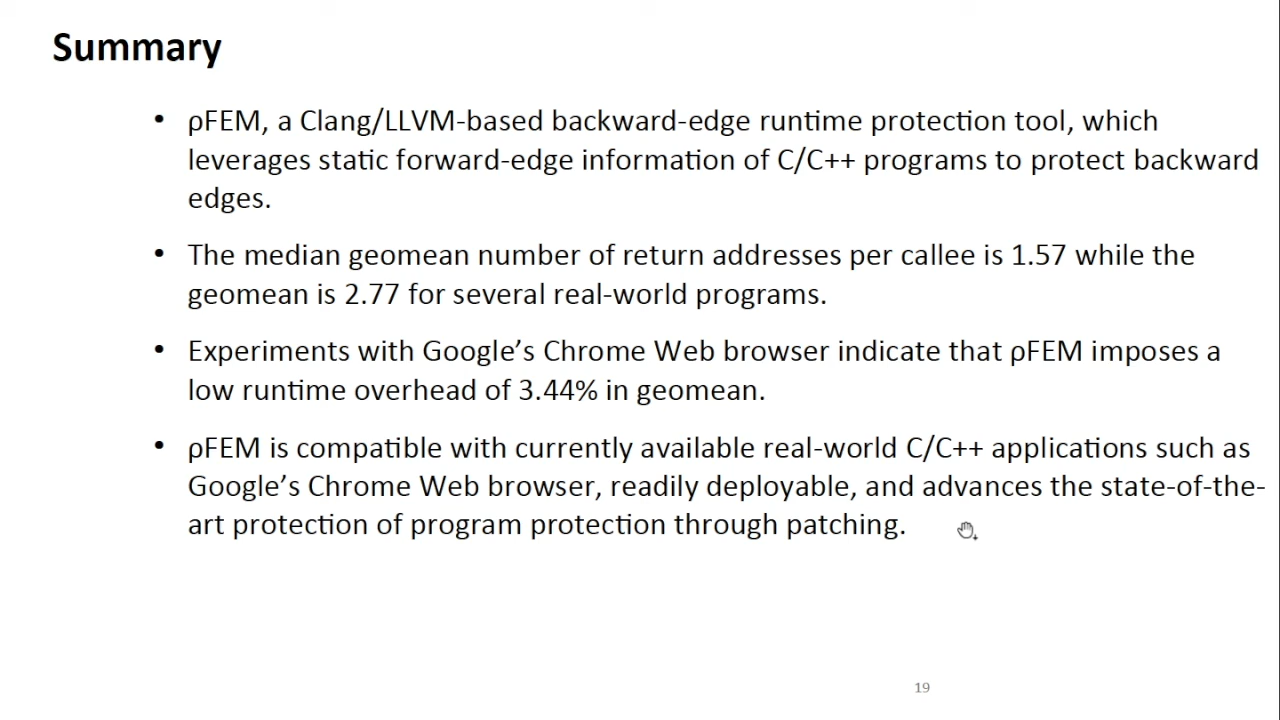 Summary
• ρFEM, a Clang/LLVM-based backward-edge runtime protection tool, which
leverages static forward-edge information of C/C++ programs to protect backward
edges.
• The median geomean number of return addresses per callee is 1.57 while the
geomean is 2.77 for several real-world programs.
• Experiments with Google’s Chrome Web browser indicate that ρFEM imposes a
low runtime overhead of 3.44% in geomean.
• ρFEM is compatible with currently available real-world C/C++ applications such as
Google’s Chrome Web browser, readily deployable, and advances the state-of-the-
art protection of program protection through patching.
19